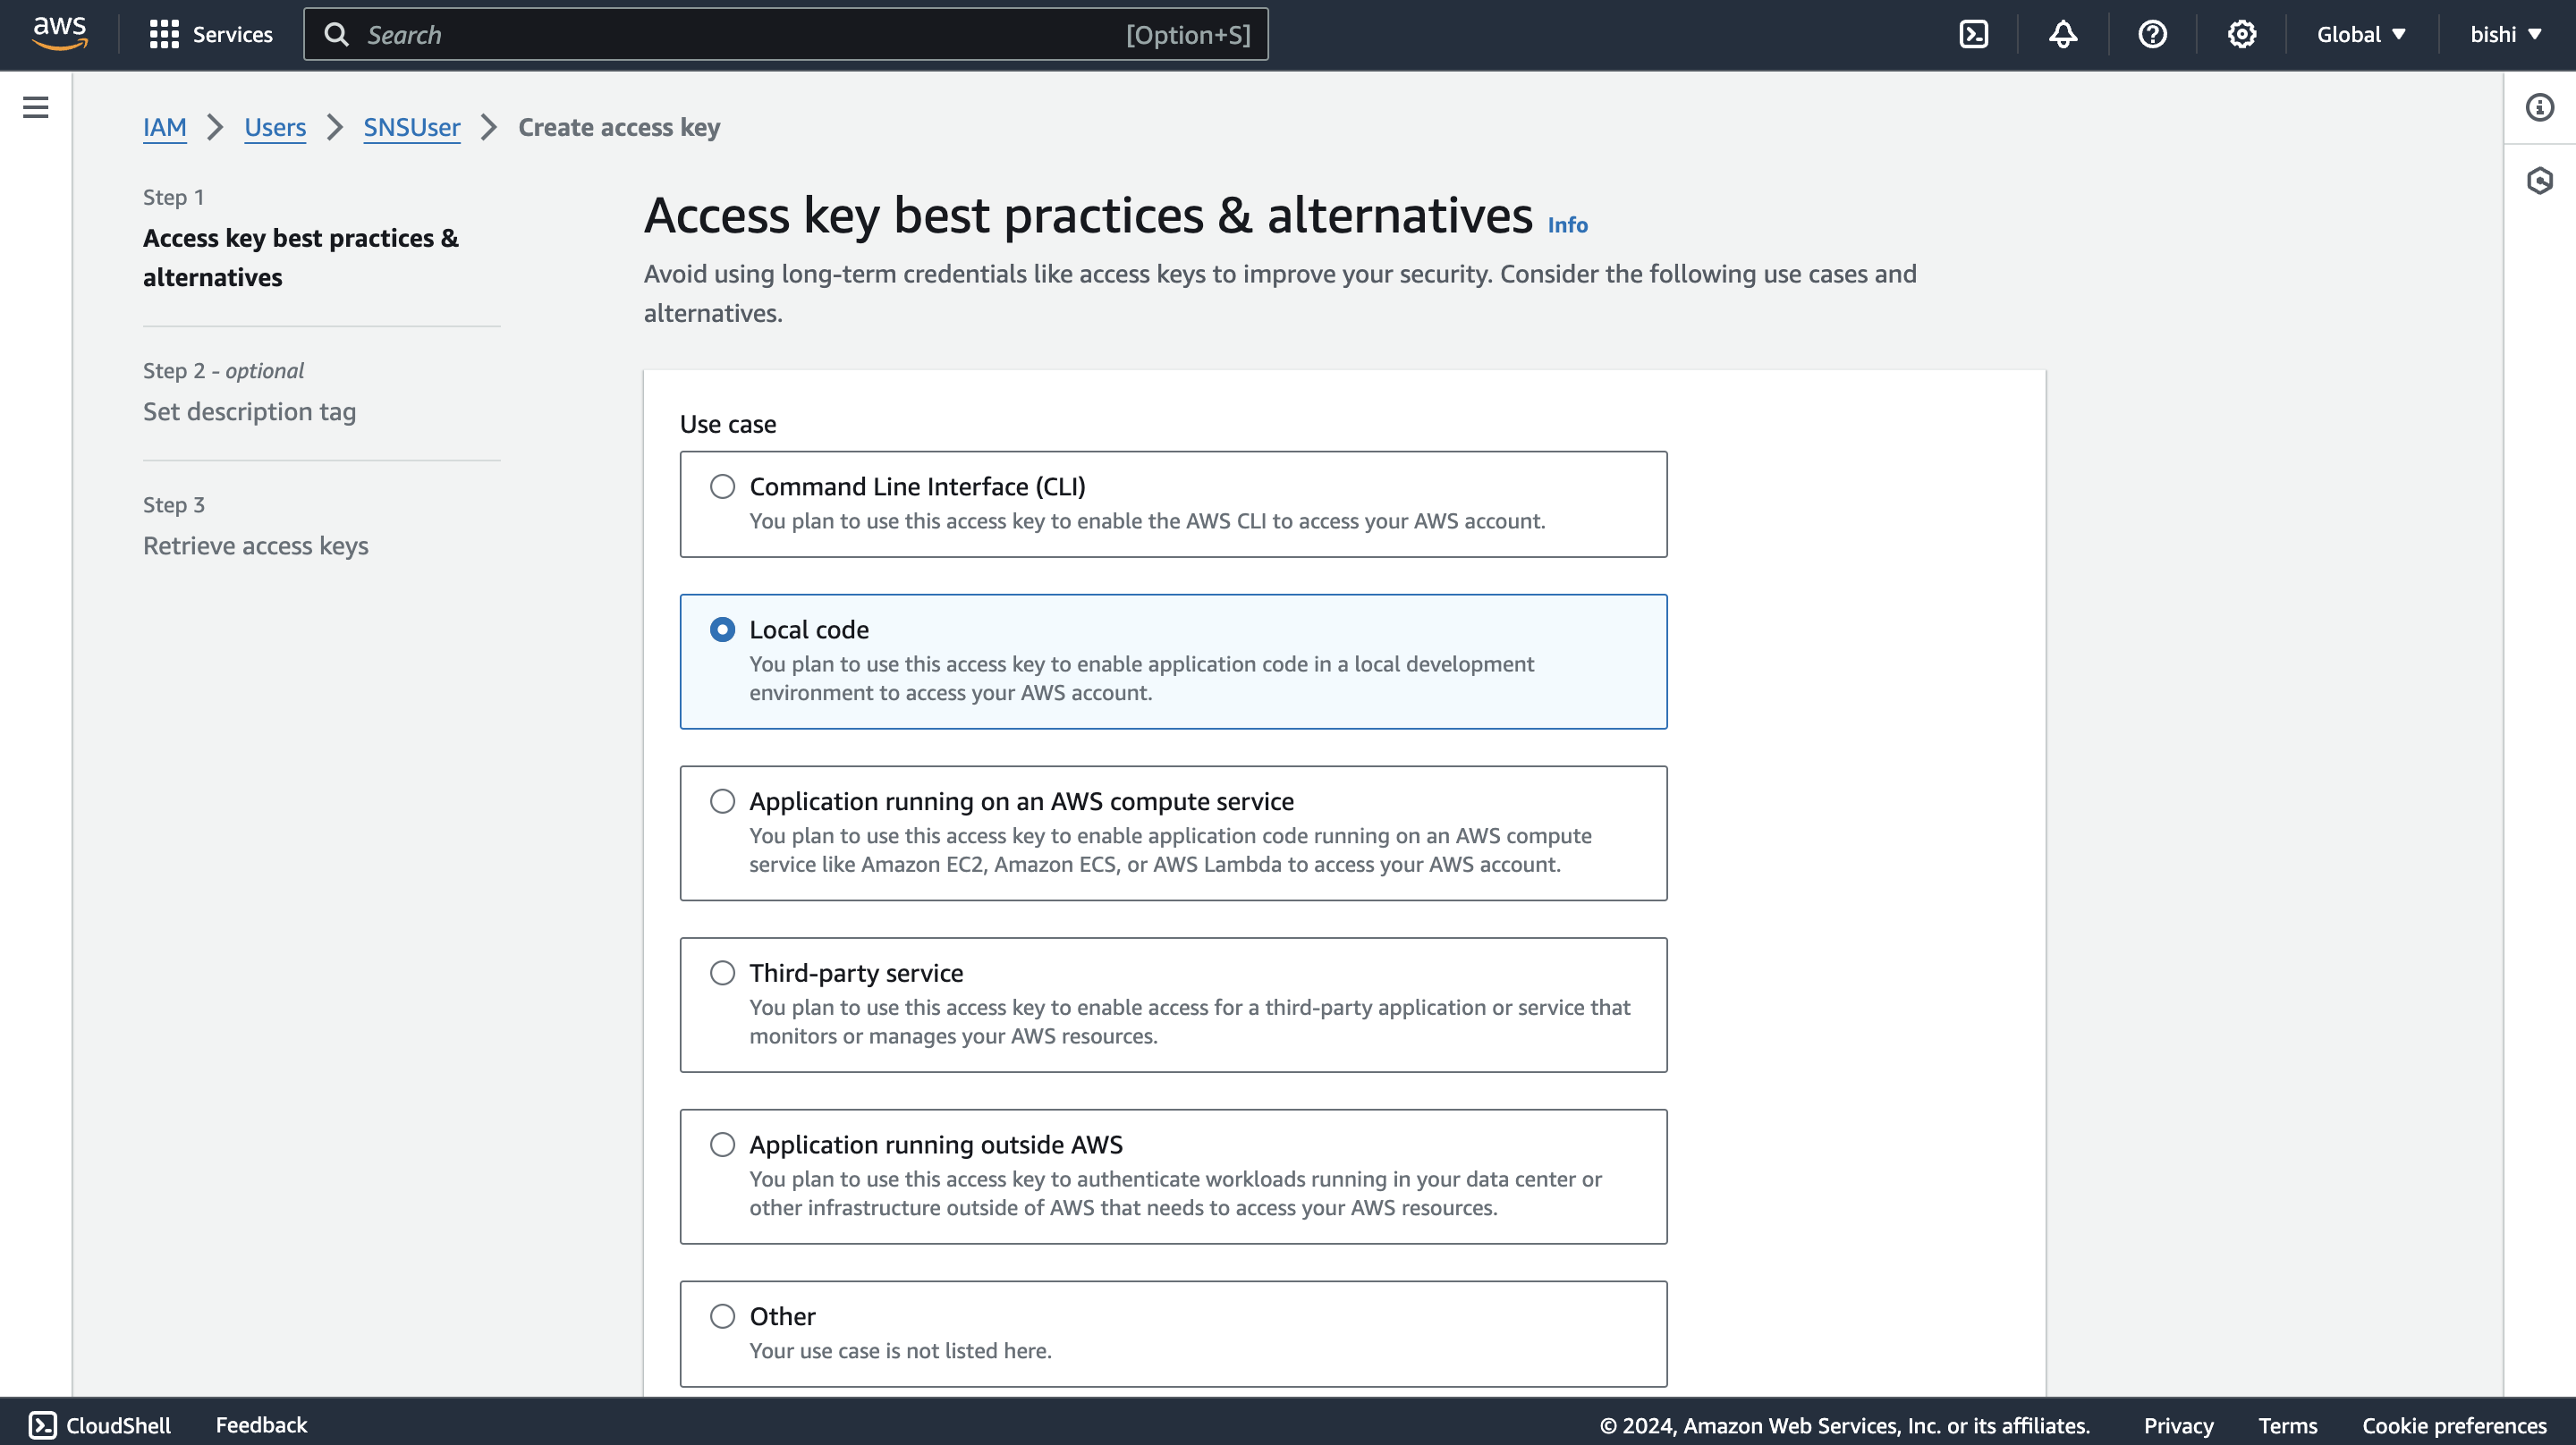 aws
Services
Search [Option+S]
Global
bishi
IAM > Users > SNSUser > Create access key
Step 1
Access key best practices &
alternatives
Step 2 - optional
Set description tag
Step 3
Retrieve access keys
Access key best practices & alternatives Info
Avoid using long-term credentials like access keys to improve your security. Consider the following use cases and
alternatives.
Use case
Command Line Interface (CLI)
You plan to use this access key to enable the AWS CLI to access your AWS account.
Local code
You plan to use this access key to enable application code in a local development
environment to access your AWS account.
Application running on an AWS compute service
You plan to use this access key to enable application code running on an AWS compute
service like Amazon EC2, Amazon ECS, or AWS Lambda to access your AWS account.
Third-party service
You plan to use this access key to enable access for a third-party application or service that
monitors or manages your AWS resources.
Application running outside AWS
You plan to use this access key to authenticate workloads running in your data center or
other infrastructure outside of AWS that needs to access your AWS resources.
Other
Your use case is not listed here.
CloudShell
Feedback
© 2024, Amazon Web Services, Inc. or its affiliates.
Privacy
Terms
Cookie preferences